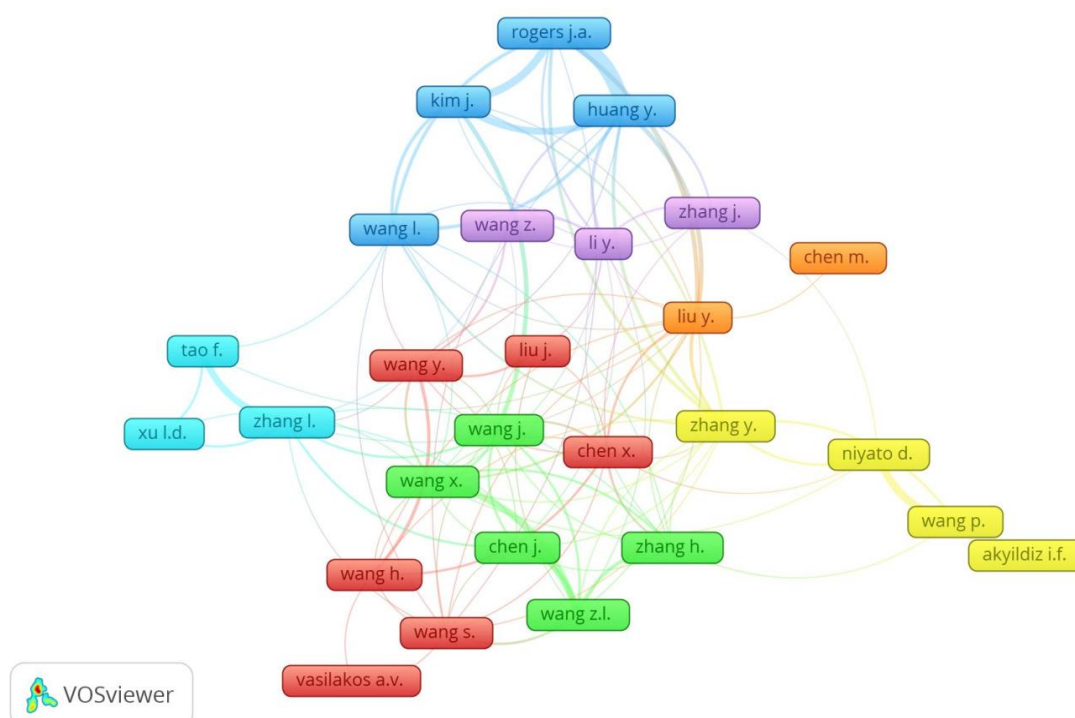 rogers j.a.
kim j.
huang y.
wang l.
wang z.
li y.
zhang j.
chen m.
liu y.
tao f.
wang y.
liu j.
xu l.d.
zhang l.
wang j.
chen x.
zhang y.
niyato d.
wang x.
wang p.
chen j.
zhang h.
akyildiz i.f.
wang h.
wang z.l.
wang s.
vasilakos a.v.
VOSviewer